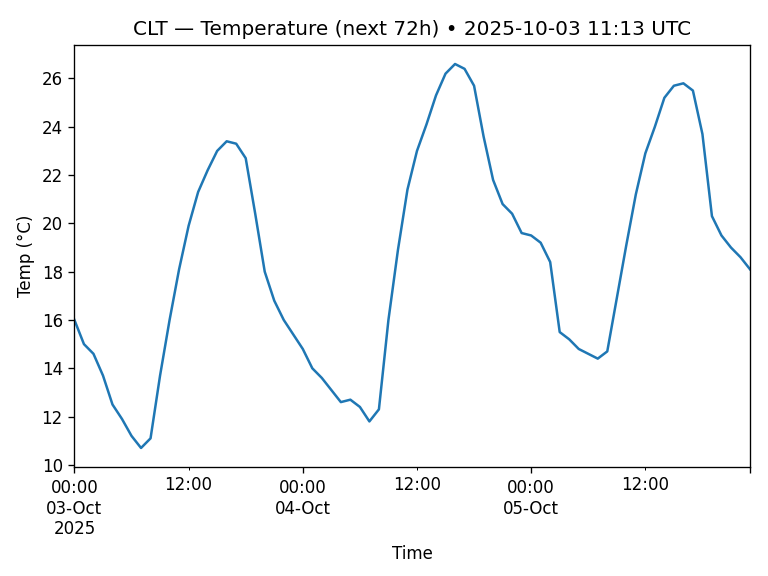 CLT — Temperature (next 72h) • 2025-10-03 11:13 UTC
Temp (°C)
26
24
22
20
18
16
14
12
10
00:00 12:00 00:00 12:00 00:00 12:00
03-Oct 04-Oct 05-Oct
2025
Time